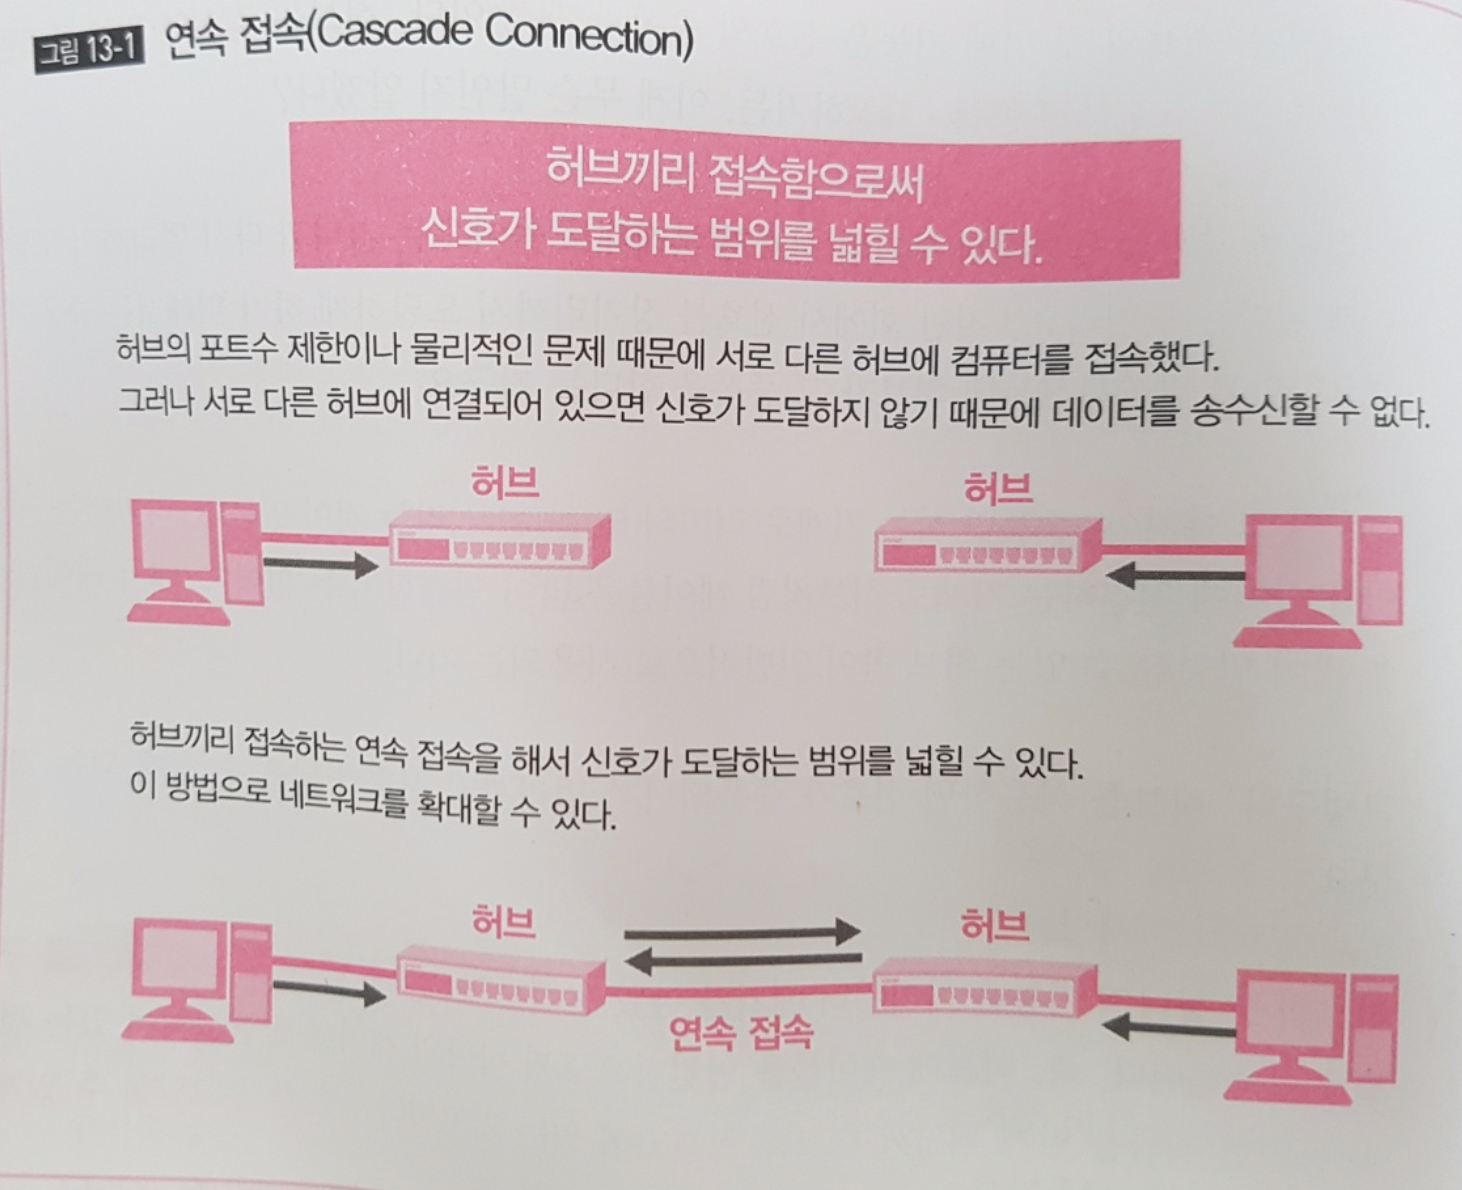 그림 13-1 연속 접속(Cascade Connection)
허브끼리 접속함으로써
신호가 도달하는 범위를 넓힐 수 있다.
허브의 포트수 제한이나 물리적인 문제 때문에 서로 다른 허브에 컴퓨터를 접속했다.
그러나 서로 다른 허브에 연결되어 있으면 신호가 도달하지 않기 때문에 데이터를 송수신할 수 없다.
허브
허브
허브끼리 접속하는 연속 접속을 해서 신호가 도달하는 범위를 넓힐 수 있다.
이 방법으로 네트워크를 확대할 수 있다.
허브
허브
연속 접속